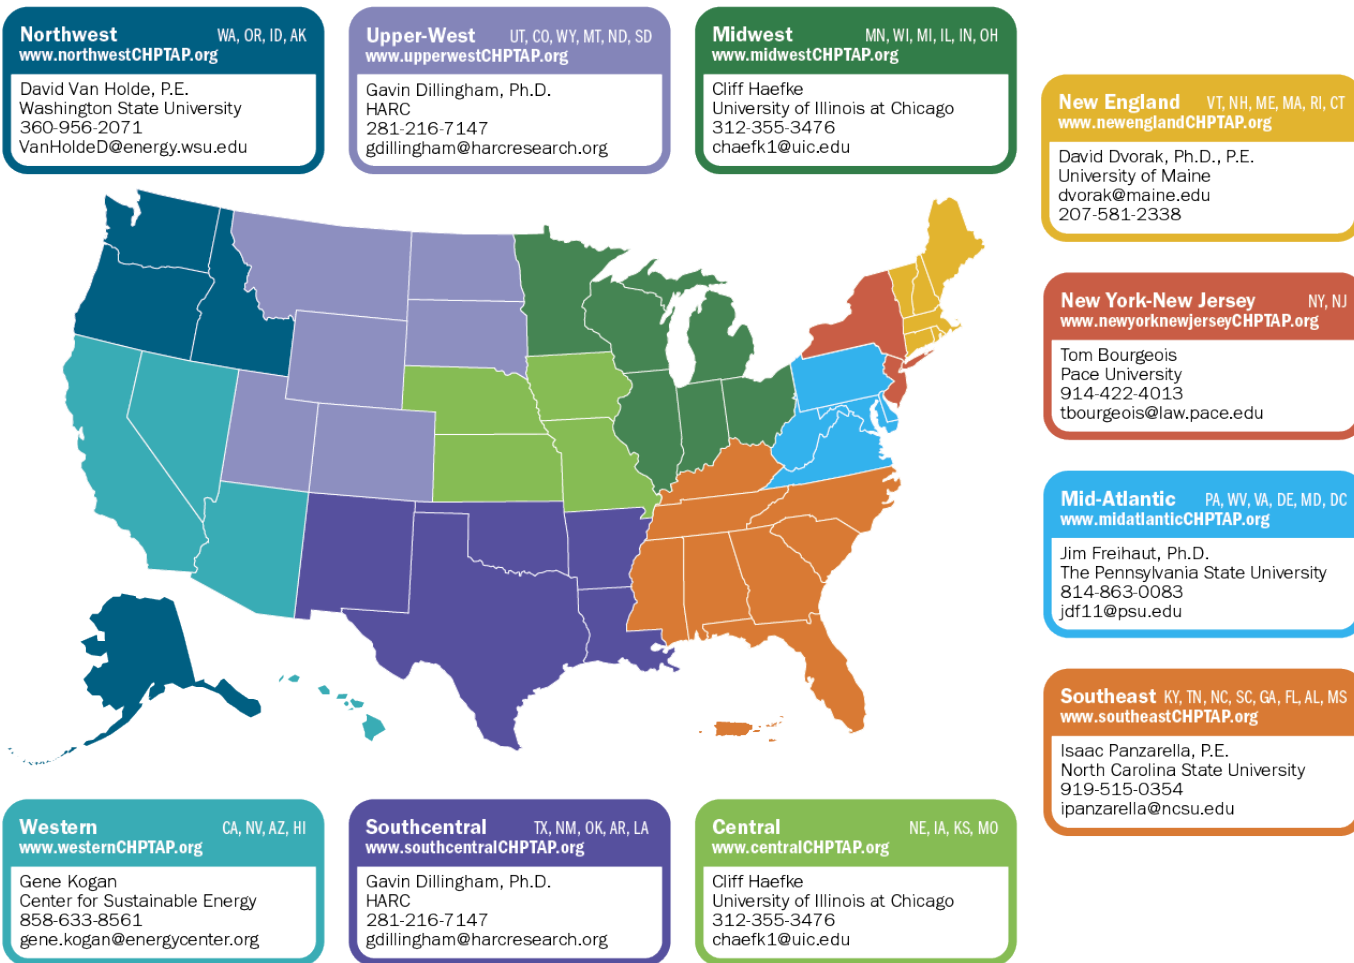 Northwest WA, OR, ID, AK
www.northwestCHPTAP.org
David Van Holde, P.E.
Washington State University
360-956-2071
VanHoldeD@energy.wsu.edu
Upper-West UT, CO, WY, MT, ND, SD
www.upperwestCHPTAP.org
Gavin Dillingham, Ph.D.
HARC
281-216-7147
gdillingham@harcresearch.org
Midwest MN, WI, MI, IL, IN, OH
www.midwestCHPTAP.org
Cliff Haefke
University of Illinois at Chicago
312-355-3476
chaefk1@uic.edu
New England VT, NH, ME, MA, RI, CT
www.newenglandCHPTAP.org
David Dvorak, Ph.D., P.E.
University of Maine
dvorak@maine.edu
207-581-2338
New York-New Jersey NY, NJ
www.newyorknewjerseyCHPTAP.org
Tom Bourgeois
Pace University
914-422-4013
tbourgeois@law.pace.edu
Mid-Atlantic PA, WV, VA, DE, MD, DC
www.midatlanticCHPTAP.org
Jim Freihaut, Ph.D.
The Pennsylvania State University
814-863-0083
jdf11@psu.edu
Southeast KY, TN, NC, SC, GA, FL, AL, MS
www.southeastCHPTAP.org
Isaac Panzarella, P.E.
North Carolina State University
919-515-0354
ipanzarella@ncsu.edu
Western CA, NV, AZ, HI
www.westernCHPTAP.org
Gene Kogan
Center for Sustainable Energy
858-633-8561
gene.kogan@energycenter.org
Southcentral TX, NM, OK, AR, LA
www.southcentralCHPTAP.org
Gavin Dillingham, Ph.D.
HARC
281-216-7147
gdillingham@harcresearch.org
Central NE, IA, KS, MO
www.centralCHPTAP.org
Cliff Haefke
University of Illinois at Chicago
312-355-3476
chaefk1@uic.edu